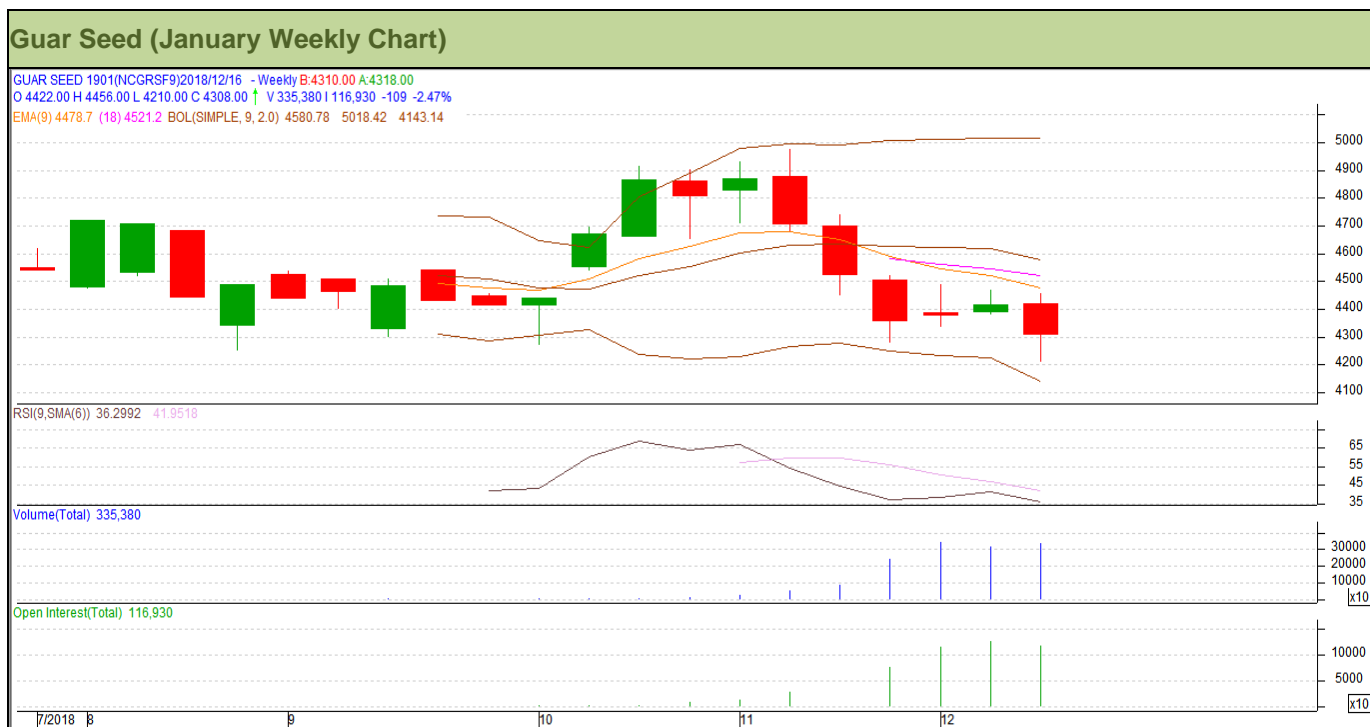 Guar Seed (January Weekly Chart)
GUAR SEED 1901(NCGRSF9)2018/12/16 - Weekly B:4310.00 A:4318.00
O 4422.00 H 4456.00 L 4210.00 C 4308.00 V 335,380 I 116,930 -109 -2.47%
EMA(9) 4478.7 (18) 4521.2 BOL(SIMPLE, 9, 2.0) 4580.78 5018.42 4143.14
5000
4900
4800
4700
4600
4500
4400
4300
4200
4100
RSI(9,SMA(6)) 36.2992 41.9518
65
55
45
35
Volume(Total) 335,380
30000
20000
10000
x10
Open Interest(Total) 116,930
10000
5000
x10
7/2018 8 9 10 11 12